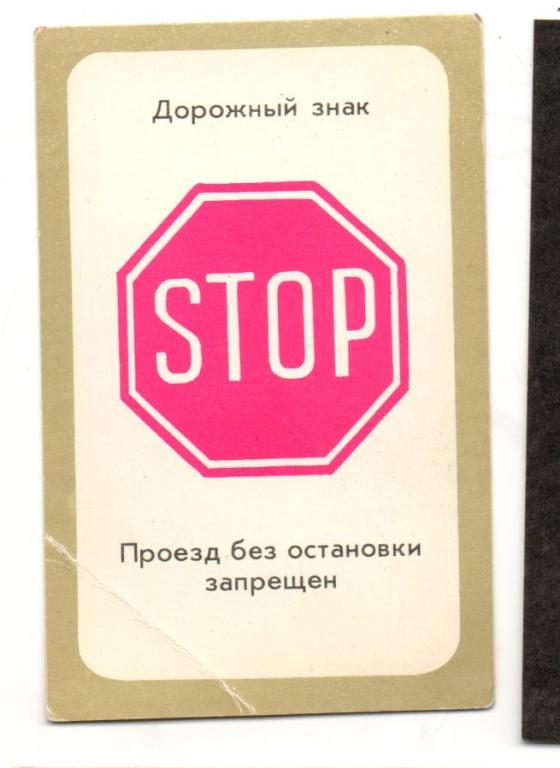 Дорожный знак
STOP
Проезд без остановки
запрещен